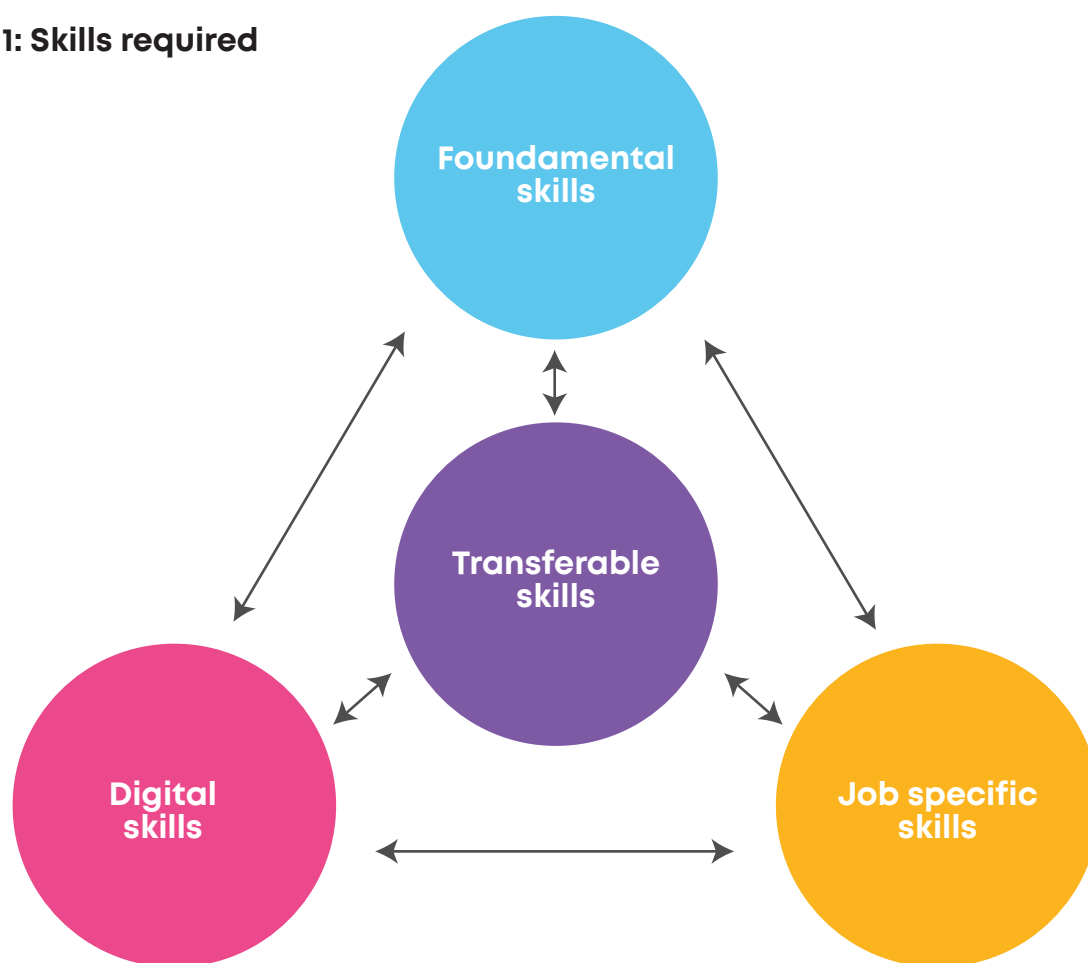 1: Skills required
Foundamental
skills
Transferable
skills
Digital
skills
Job specific
skills